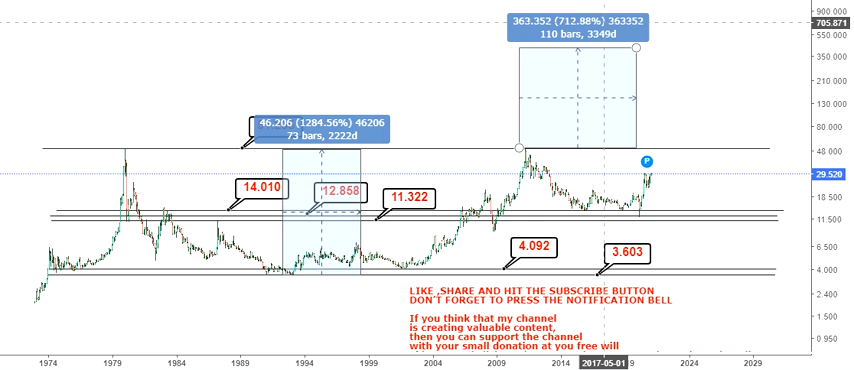 363.352 (712.88%) 363352
110 bars, 3349d
900.000
705.871
550.000
350.000
210.000
130.000
80.000
48.000
29.520
18.500
11.500
6.500
4.000
2.400
1.500
0.950
46.206 (1284.56%) 46206
73 bars, 2222d
P
14.010
12.858
11.322
4.092
3.603
LIKE ,SHARE AND HIT THE SUBSCRIBE BUTTON
DON'T FORGET TO PRESS THE NOTIFICATION BELL
If you think that my channel
is creating valuable content,
then you can support the channel
with your small donation at you free will
1974 1979 1984 1989 1994 1999 2004 2009 2014 2017-05-01 9 2024 2029